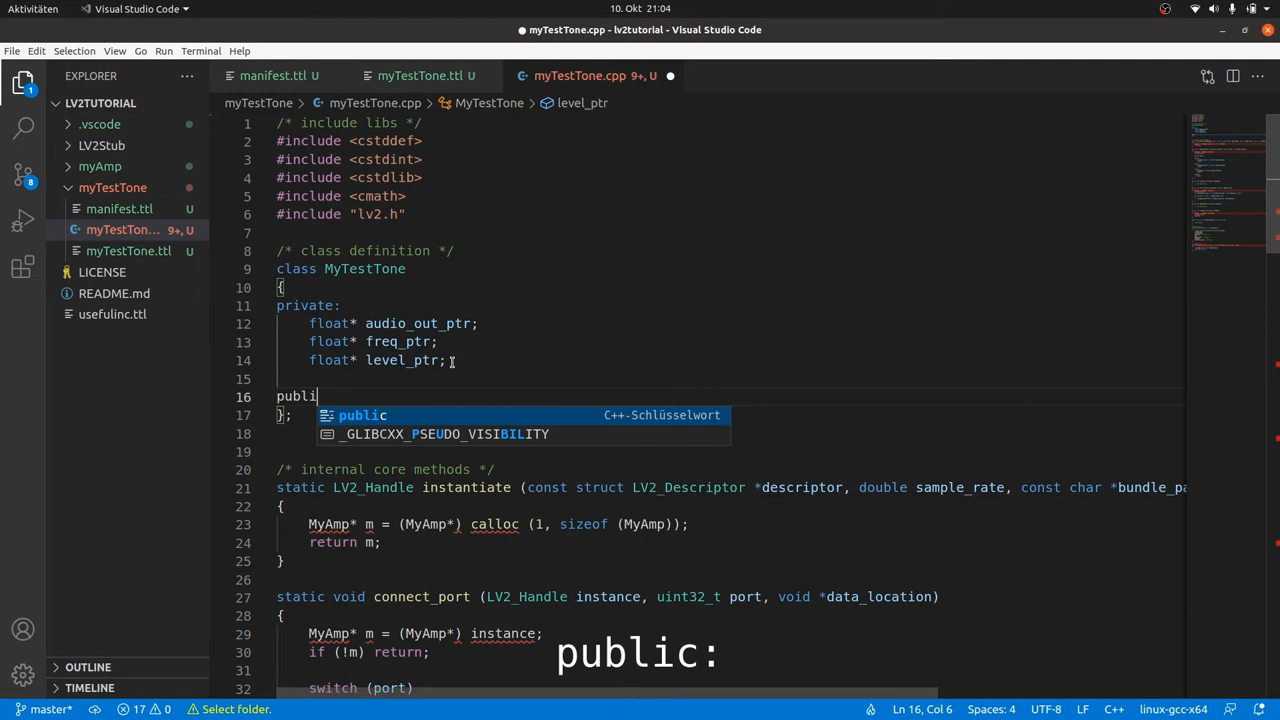 Aktivitäten
Visual Studio Code
10. Okt 21:04
myTestTone.cpp - lv2tutorial - Visual Studio Code
File Edit Selection View Go Run Terminal Help
EXPLORER
manifest.ttl U
myTestTone.ttl U
myTestTone.cpp 9+, U
LV2TUTORIAL
myTestTone > myTestTone.cpp > MyTestTone > level_ptr
.vscode
LV2Stub
myAmp
myTestTone
manifest.ttl U
myTestTon... 9+, U
myTestTone.ttl U
LICENSE
README.md
usefulinc.ttl
1 /* include libs */
2 #include <cstddef>
3 #include <cstdint>
4 #include <cstdlib>
5 #include <cmath>
6 #include "lv2.h"
7
8 /* class definition */
9 class MyTestTone
10 {
11 private:
12 float* audio_out_ptr;
13 float* freq_ptr;
14 float* level_ptr;
15
16 publi
public C++-Schlüsselwort
17 };
_GLIBCXX_PSEUDO_VISIBILITY
18
19
20 /* internal core methods */
21 static LV2_Handle instantiate (const struct LV2_Descriptor *descriptor, double sample_rate, const char *bundle_pa
22 {
23 MyAmp* m = (MyAmp*) calloc (1, sizeof (MyAmp));
24 return m;
25 }
26
27 static void connect_port (LV2_Handle instance, uint32_t port, void *data_location)
28 {
29 MyAmp* m = (MyAmp*) instance;
30 if (!m) return;
31
32 switch (port)
public:
OUTLINE
TIMELINE
1
8
master* 17 0 Select folder. Ln 16, Col 6 Spaces: 4 UTF-8 LF C++ linux-gcc-x64